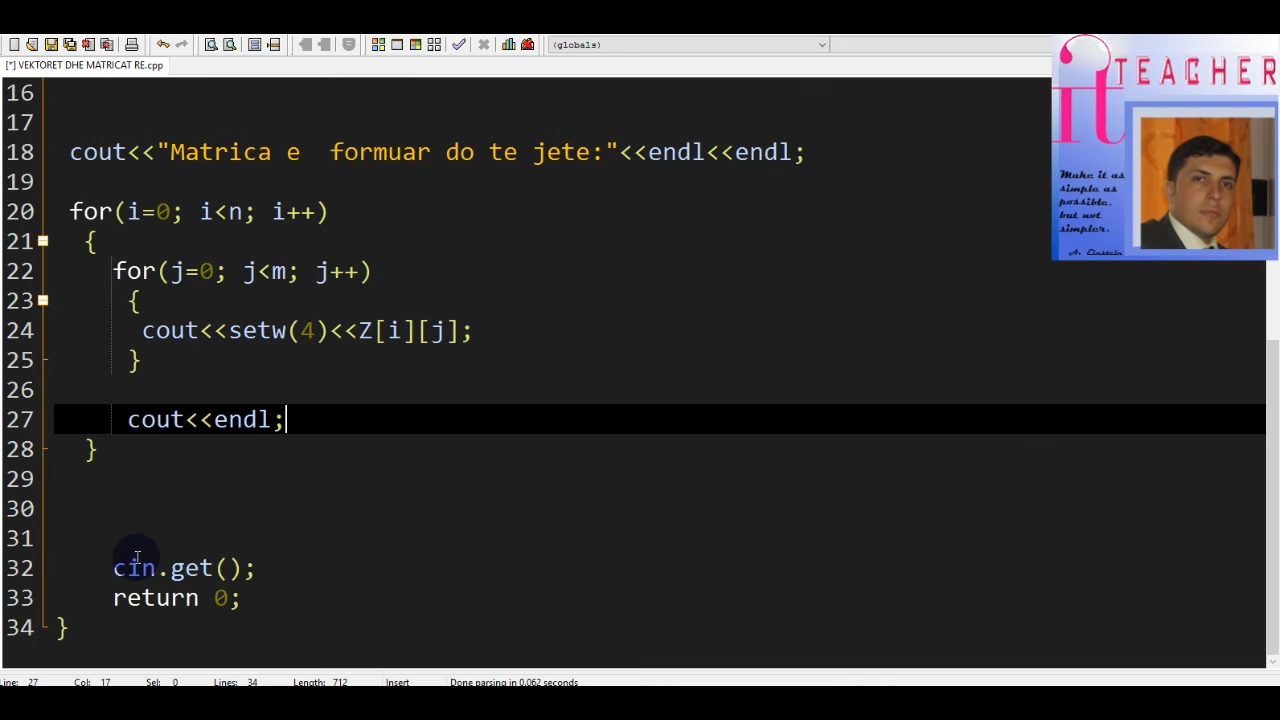 (globals)
[*] VEKTORET DHE MATRICAT RE.cpp
it TEACHER
Make it as
simple as
possible,
but not
simpler.
A. Einstein
16
17
18 cout<<"Matrica e  formuar do te jete:"<<endl<<endl;
19
20 for(i=0; i<n; i++)
21 {
22 for(j=0; j<m; j++)
23 {
24 cout<<setw(4)<<Z[i][j];
25 }
26
27 cout<<endl;
28 }
29
30
31
32 cin.get();
33 return 0;
34 }
Line: 27 Col: 17 Sel: 0 Lines: 34 Length: 712 Insert Done parsing in 0.062 seconds